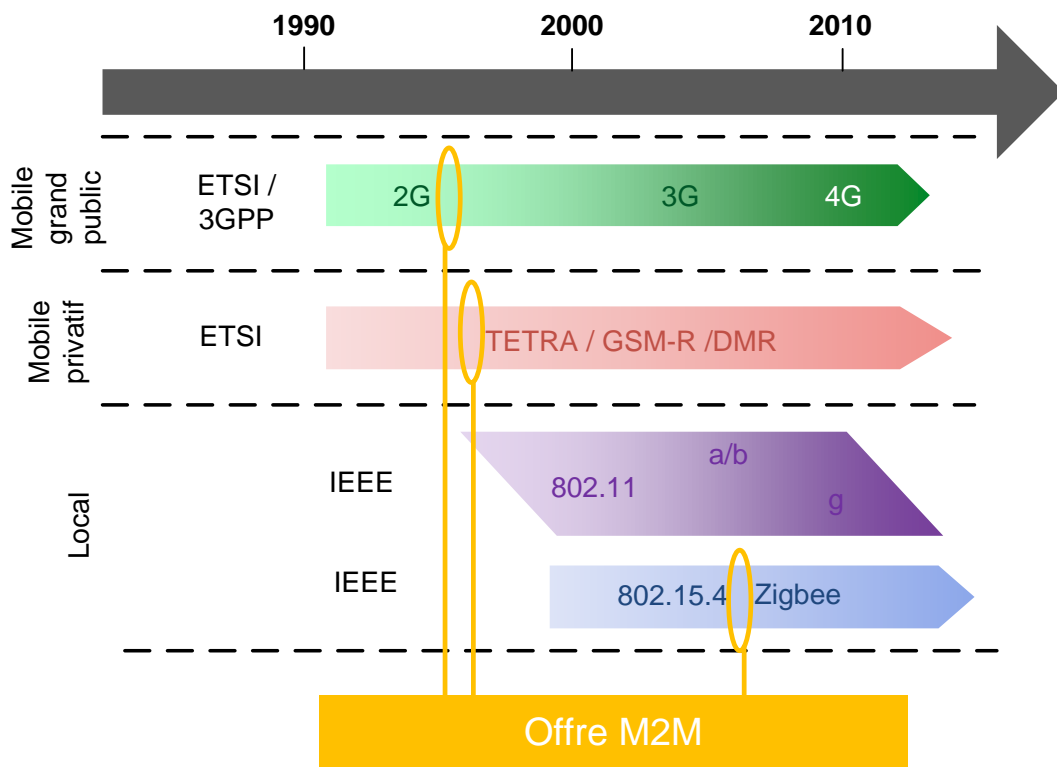 1990
2000
2010
Mobile
grand
public
ETSI /
3GPP
2G
3G
4G
Mobile
privatif
ETSI
TETRA / GSM-R /DMR
Local
IEEE
802.11
a/b
g
IEEE
802.15.4
Zigbee
Offre M2M